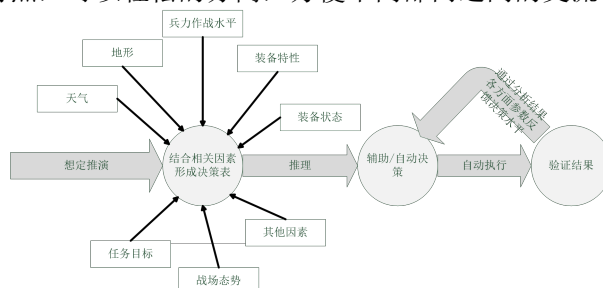 兵力作战水平
地形
装备特性
天气
装备状态
通过分析结果
各方面参数反
馈决策水平
想定推演
结合相关因素
形成决策表
推理
辅助/自动决
策
自动执行
验证结果
其他因素
任务目标
战场态势